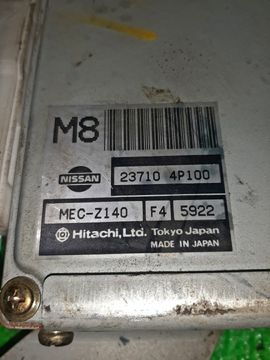 M8
NISSAN 23710 4P100
MEC-Z140 F4 5922
Hitachi,Ltd. Tokyo Japan
MADE IN JAPAN